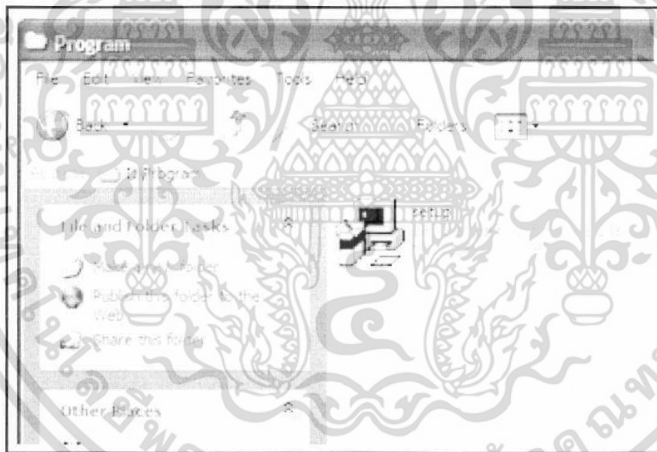 Program
File Edit View Favorites Tools Help
Back Search Folders
Program
File and Folder Tasks
Make a new folder
Publish this folder to the
Web
Share this folder
Other Places
setup